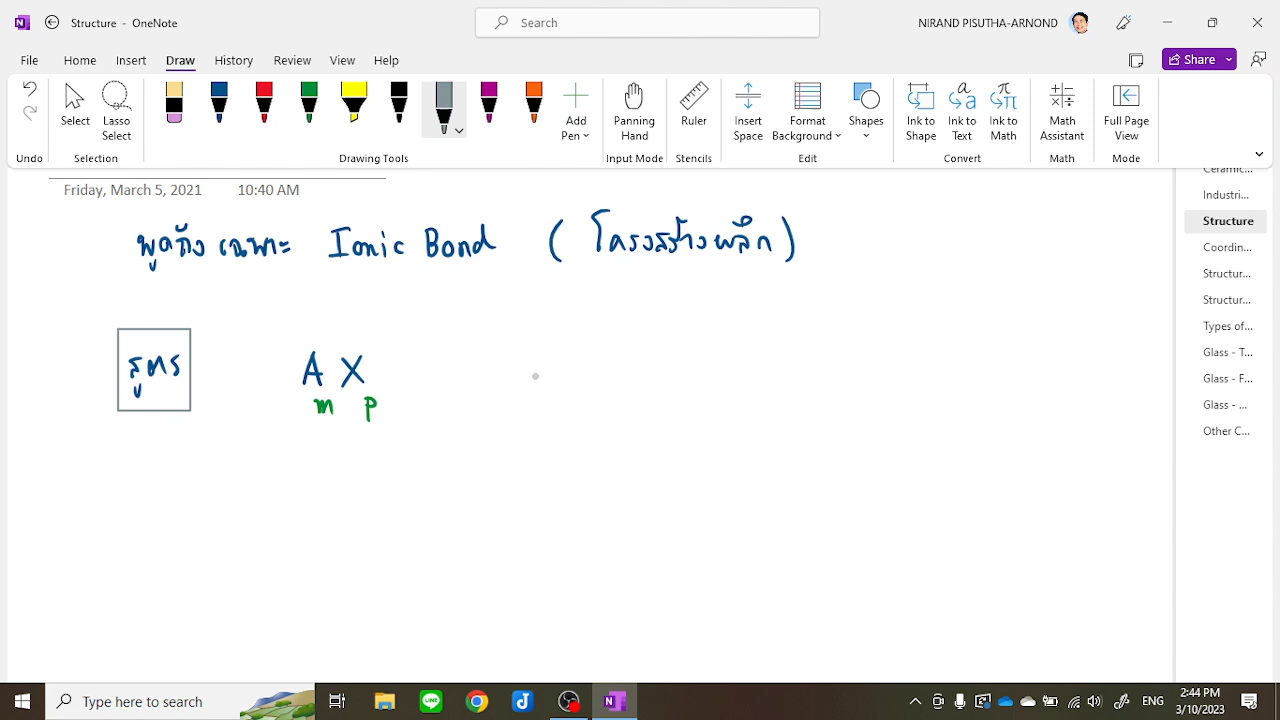 Structure - OneNote
Search
NIRAND PISUTHA-ARNOND
File Home Insert Draw History Review View Help
Share
Undo
Select
Lasso Select
Selection
Drawing Tools
Add Pen
Panning Hand
Input Mode
Ruler
Stencils
Insert Space
Format Background
Shapes
Edit
Ink to Shape
Ink to Text
Ink to Math
Convert
Math Assistant
Math
Full Page View
Mode
Friday, March 5, 2021 10:40 AM
พูดถึง เฉพาะ Ionic Bond ( โครงสร้างผลึก )
สูตร
A X
m p
Ceramic...
Industri...
Structure
Coordin...
Structur...
Structur...
Types of...
Glass - T...
Glass - F...
Glass - ...
Other C...
Type here to search
ENG
2:44 PM
3/10/2023